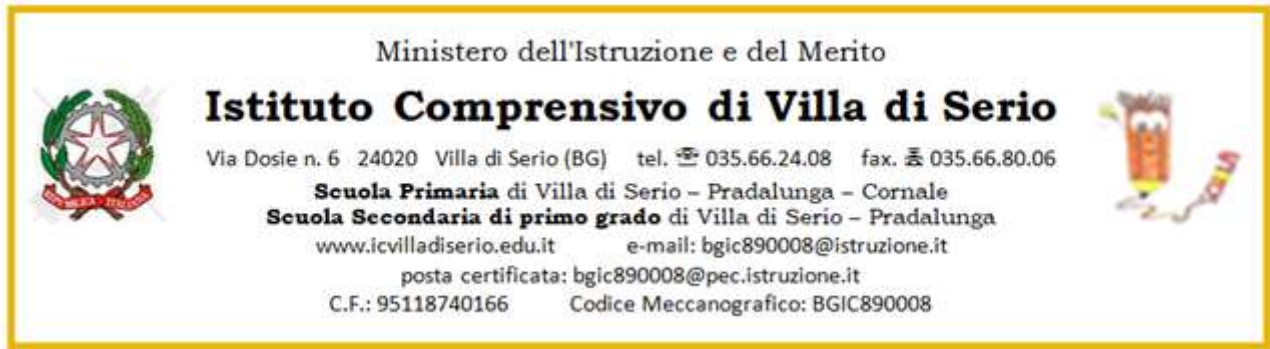 Ministero dell'Istruzione e del Merito
Istituto Comprensivo di Villa di Serio
Via Dosie n. 6 24020 Villa di Serio (BG) tel. ☎ 035.66.24.08 fax. 035.66.80.06
Scuola Primaria di Villa di Serio – Pradalunga – Cornale
Scuola Secondaria di primo grado di Villa di Serio – Pradalunga
www.icvilladiserio.edu.it e-mail: bgic890008@istruzione.it
posta certificata: bgic890008@pec.istruzione.it
C.F.: 95118740166 Codice Meccanografico: BGIC890008
REPVBBLICA ITALIANA